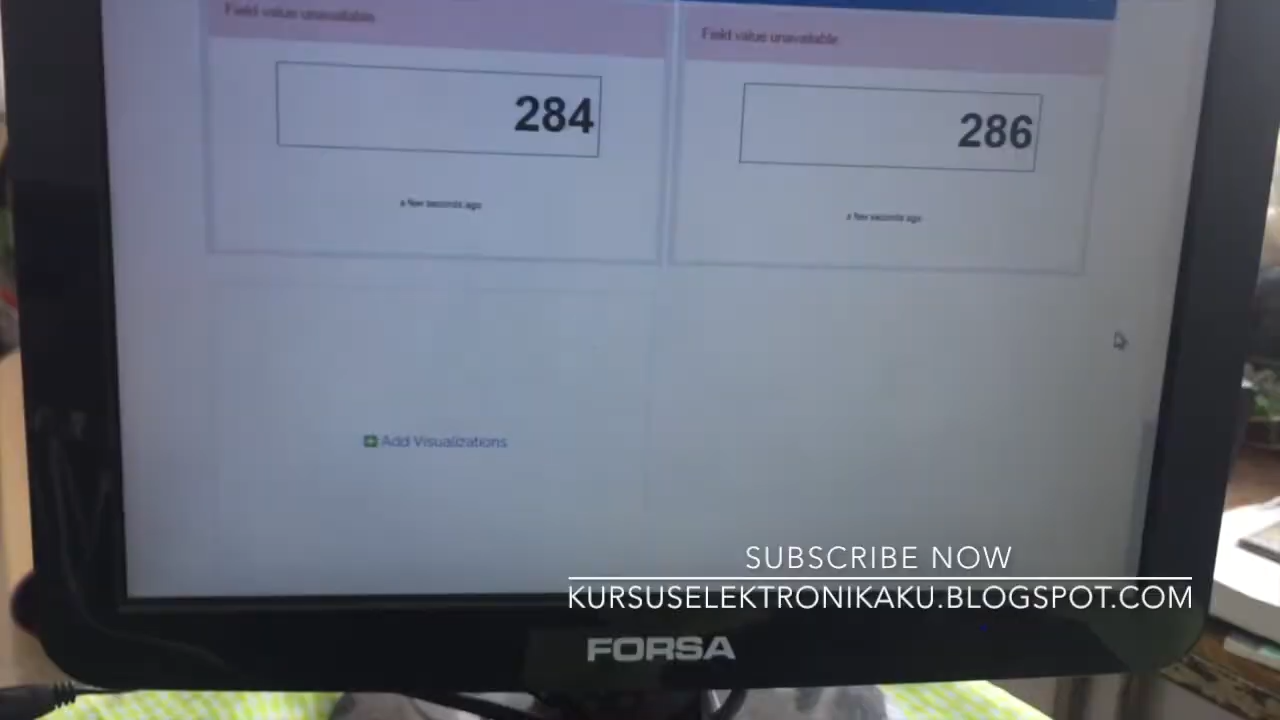 Field value unavailable
Field value unavailable
284
286
a few seconds ago
a few seconds ago
Add Visualizations
SUBSCRIBE NOW
KURSUSELEKTRONIKAKU.BLOGSPOT.COM
FORSA